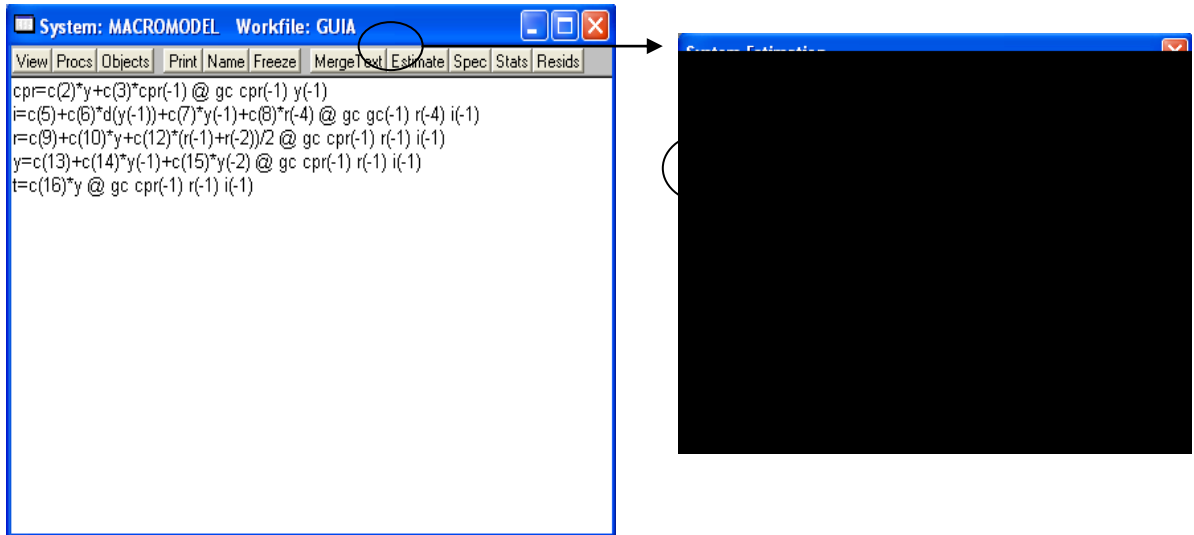 System: MACROMODEL Workfile: GUIA
View Procs Objects Print Name Freeze MergeText Estimate Spec Stats Resids
cpr=c(2)*y+c(3)*cpr(-1) @ gc cpr(-1) y(-1)
i=c(5)+c(6)*d(y(-1))+c(7)*y(-1)+c(8)*r(-4) @ gc gc(-1) r(-4) i(-1)
r=c(9)+c(10)*y+c(12)*(r(-1)+r(-2))/2 @ gc cpr(-1) r(-1) i(-1)
y=c(13)+c(14)*y(-1)+c(15)*y(-2) @ gc cpr(-1) r(-1) i(-1)
t=c(16)*y @ gc cpr(-1) r(-1) i(-1)
System Estimation